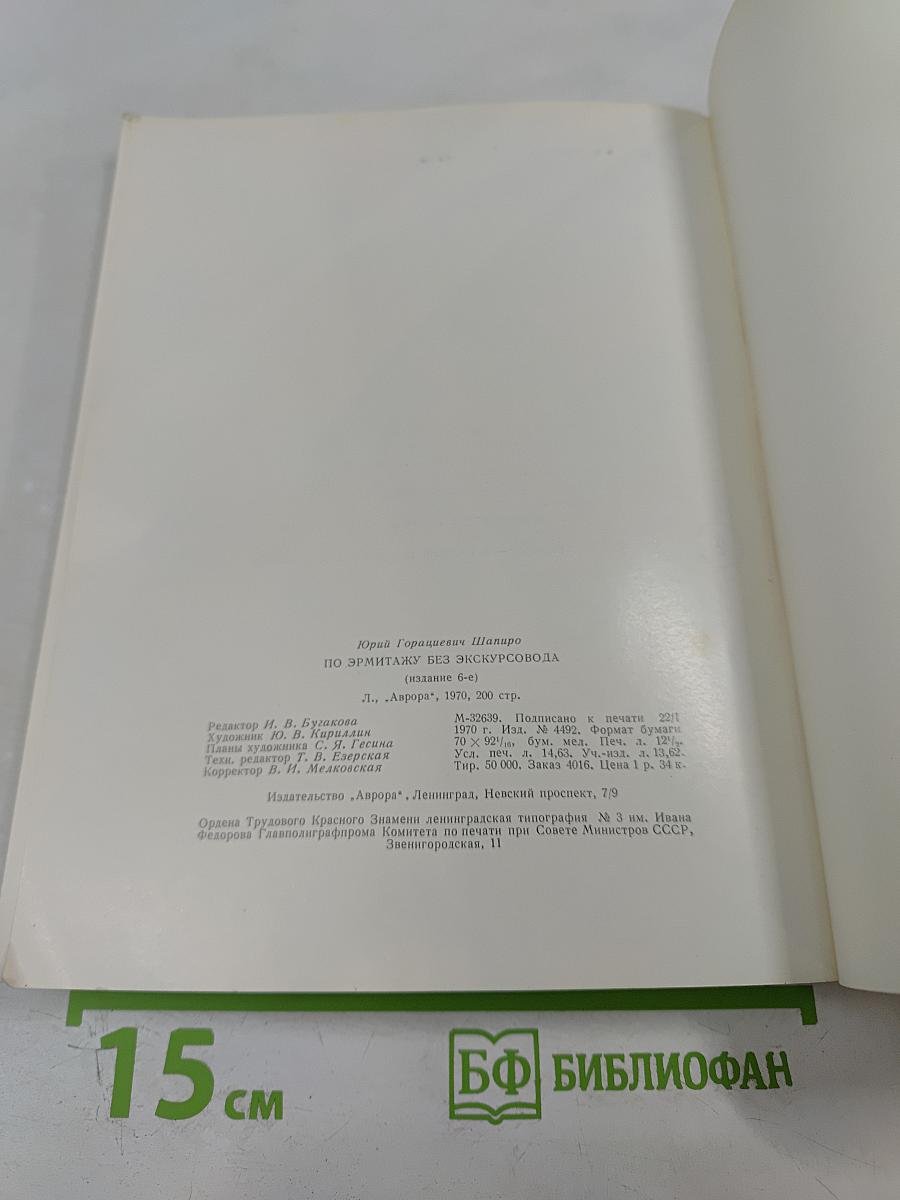 Юрий Горациевич Шапиро
ПО ЭРМИТАЖУ БЕЗ ЭКСКУРСОВОДА
(издание 6-е)
Л., „Аврора“, 1970, 200 стр.
Редактор И. В. Бугакова
Художник Ю. В. Кириллин
Планы художника С. Я. Гесина
Техн. редактор Т. В. Езерская
Корректор В. И. Мелковская
М-32639. Подписано к печати 22/I
1970 г. Изд. № 4492. Формат бумаги
70 × 92¹/₁₆, бум. мел. Печ. л. 12¹/₂.
Усл. печ. л. 14,63. Уч.-изд. л. 13,62.
Тир. 50 000. Заказ 4016. Цена 1 р. 34 к.
Издательство „Аврора“, Ленинград, Невский проспект, 7/9
Ордена Трудового Красного Знамени ленинградская типография № 3 им. Ивана
Федорова Главполиграфпрома Комитета по печати при Совете Министров СССР,
Звенигородская, 11
15 см
БФ БИБЛИОФАН